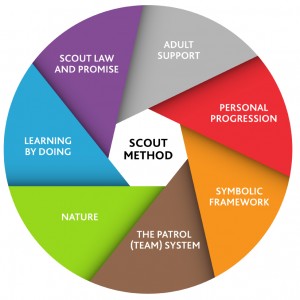 ADULT
SUPPORT
PERSONAL
PROGRESSION
SYMBOLIC
FRAMEWORK
THE PATROL
(TEAM) SYSTEM
NATURE
LEARNING
BY DOING
SCOUT LAW
AND PROMISE
SCOUT
METHOD